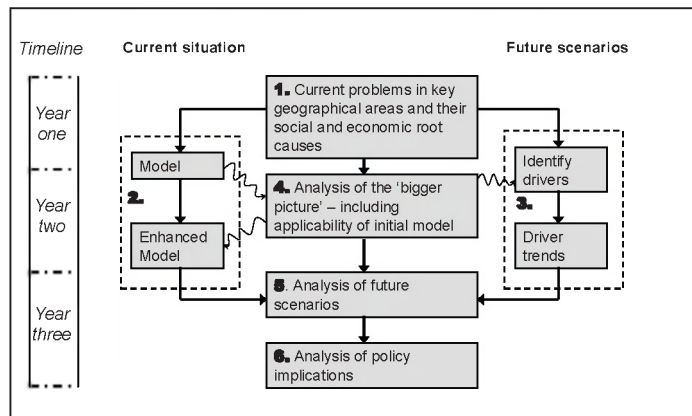 Timeline
Current situation
Future scenarios
Year
one
Year
two
Year
three
1. Current problems in key
geographical areas and their
social and economic root
causes
2.
Model
Enhanced
Model
4. Analysis of the ‘bigger
picture’ – including
applicability of initial model
Identify
drivers
3.
Driver
trends
5. Analysis of future
scenarios
6. Analysis of policy
implications